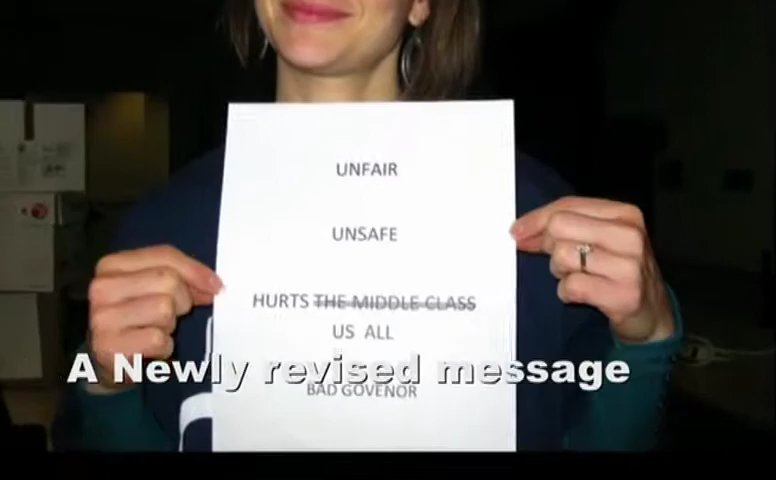 UNFAIR
UNSAFE
HURTS THE MIDDLE CLASS
US ALL
A Newly revised message
BAD GOVENOR